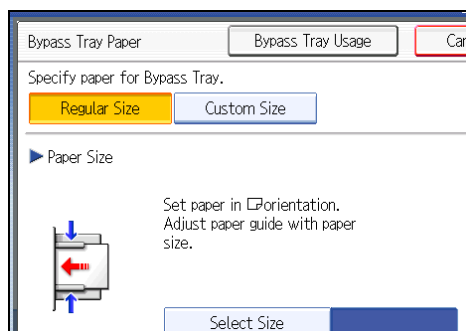 Bypass Tray Paper
Bypass Tray Usage
Specify paper for Bypass Tray.
Regular Size
Custom Size
Paper Size
Set paper in orientation.
Adjust paper guide with paper
size.
Select Size